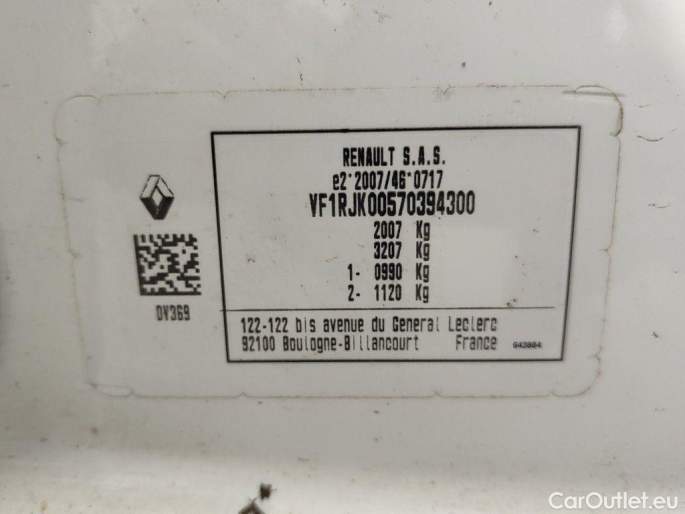 RENAULT S.A.S.
e2*2007/46*0717
VF1RJK00570394300
2007 Kg
3207 Kg
1- 0990 Kg
2- 1120 Kg
DV369
122-122 bis avenue du General Leclerc
92100 Boulogne-Billancourt France
CarOutlet.eu